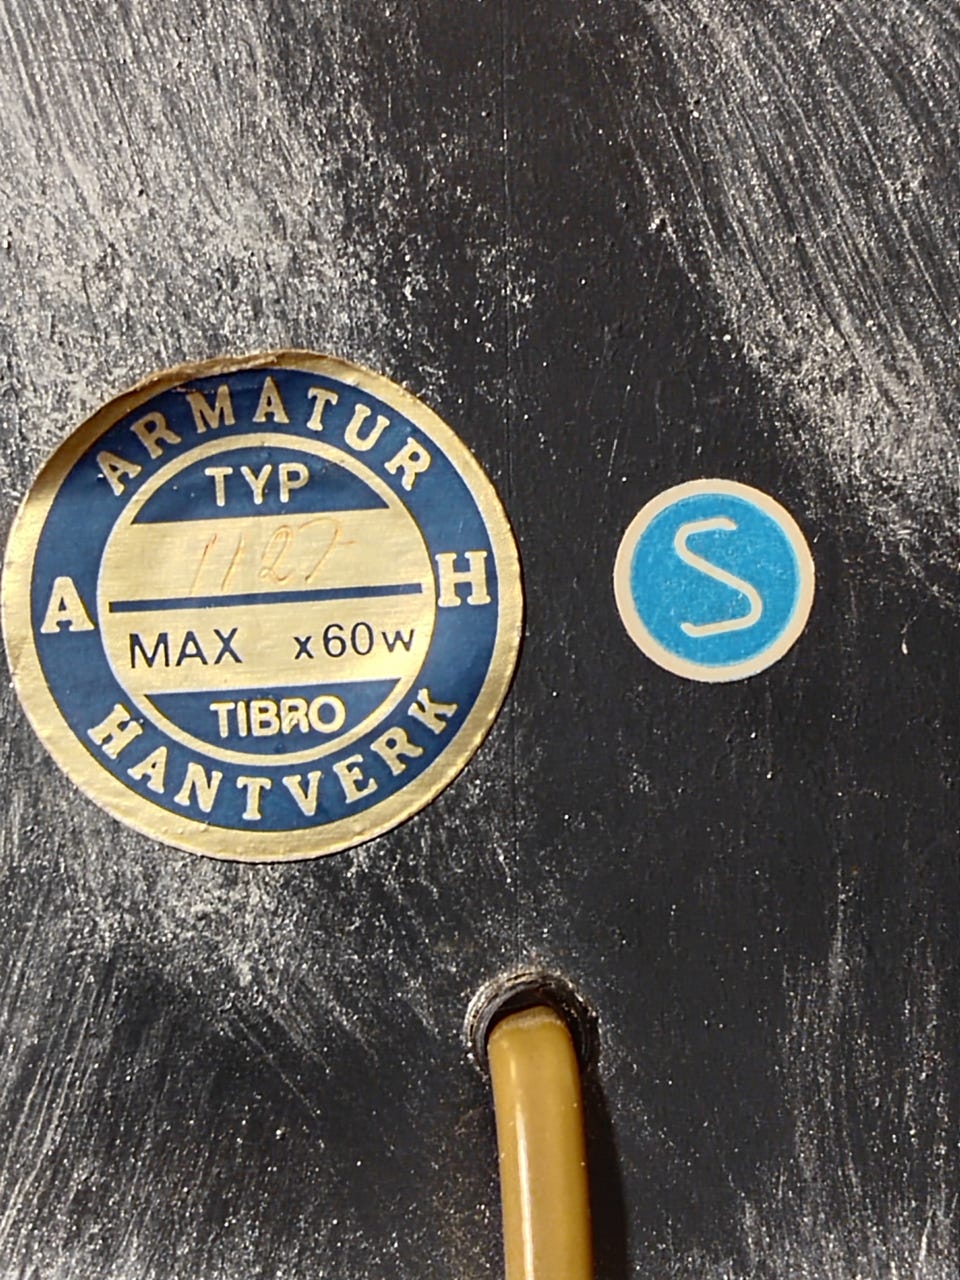 ARMATUR
TYP
1127
A H
MAX x60w
TIBRO
HANTVERK
S